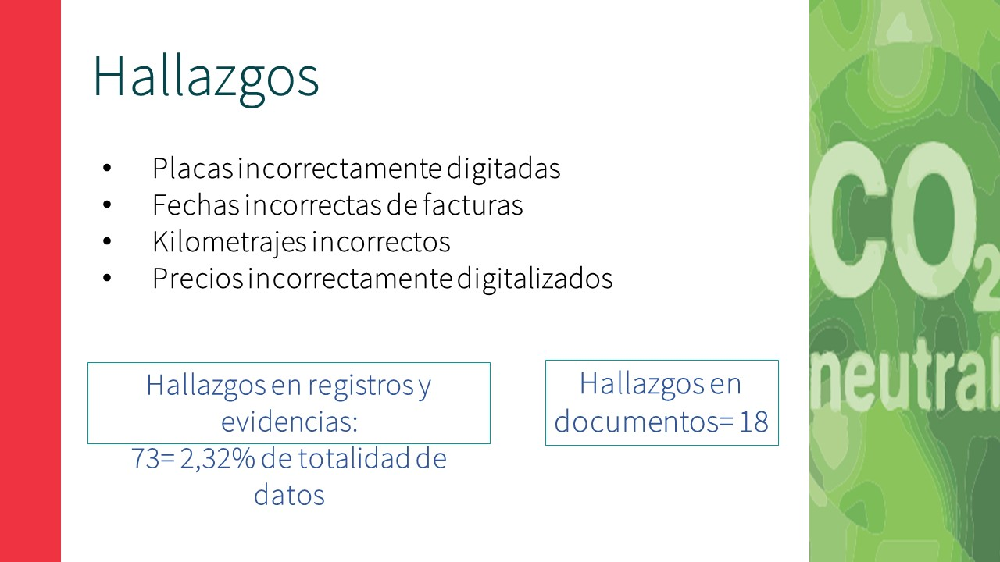 Hallazgos
• Placas incorrectamente digitadas
• Fechas incorrectas de facturas
• Kilometrajes incorrectos
• Precios incorrectamente digitalizados
Hallazgos en registros y
evidencias:
73= 2,32% de totalidad de
datos
Hallazgos en
documentos= 18
CO2
neutral